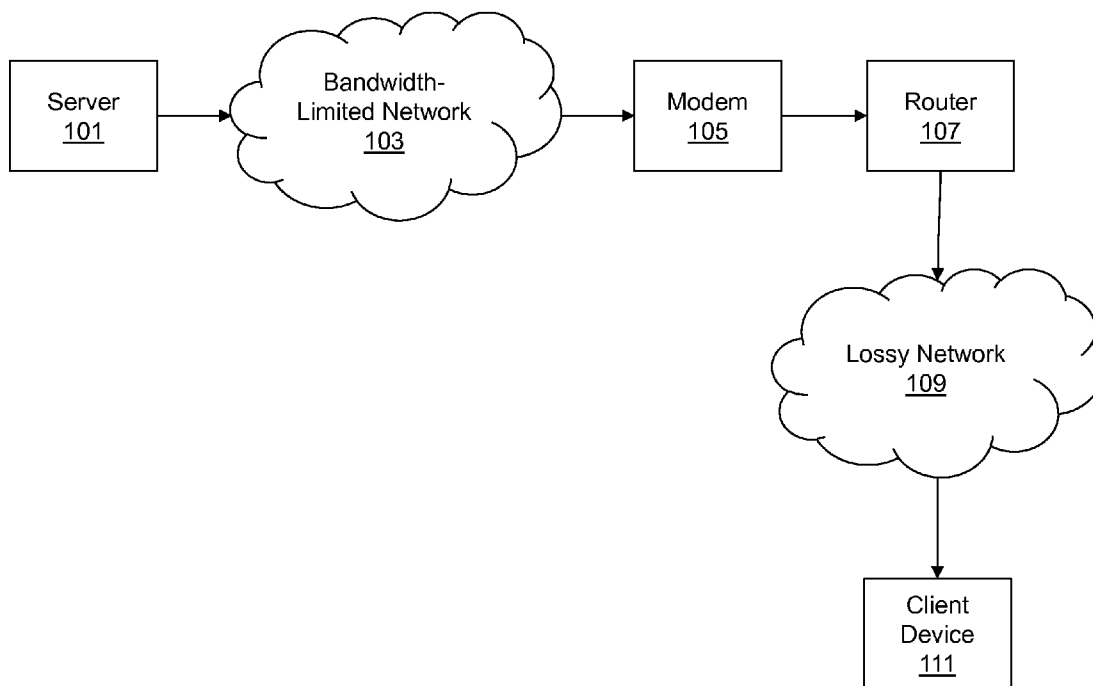 Server
101
Bandwidth-
Limited Network
103
Modem
105
Router
107
Lossy Network
109
Client
Device
111